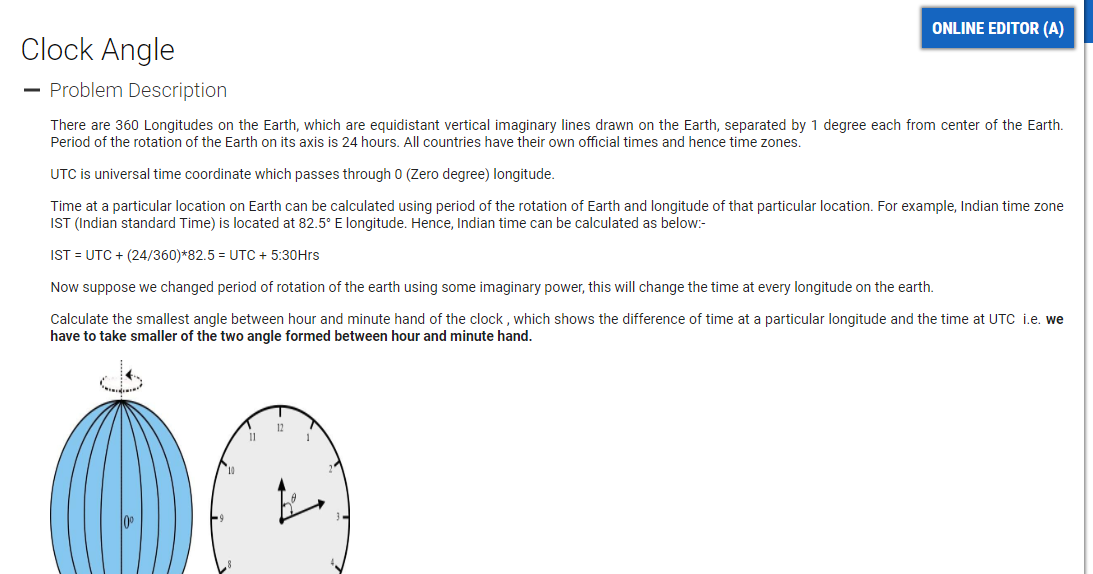 ONLINE EDITOR (A)
Clock Angle
Problem Description
There are 360 Longitudes on the Earth, which are equidistant vertical imaginary lines drawn on the Earth, separated by 1 degree each from center of the Earth.
Period of the rotation of the Earth on its axis is 24 hours. All countries have their own official times and hence time zones.
UTC is universal time coordinate which passes through 0 (Zero degree) longitude.
Time at a particular location on Earth can be calculated using period of the rotation of Earth and longitude of that particular location. For example, Indian time zone
IST (Indian standard Time) is located at 82.5° E longitude. Hence, Indian time can be calculated as below:-
IST = UTC + (24/360)*82.5 = UTC + 5:30Hrs
Now suppose we changed period of rotation of the earth using some imaginary power, this will change the time at every longitude on the earth.
Calculate the smallest angle between hour and minute hand of the clock , which shows the difference of time at a particular longitude and the time at UTC i.e. we
have to take smaller of the two angle formed between hour and minute hand.
12
11
1
10
2
θ
0°
9
3
8
4